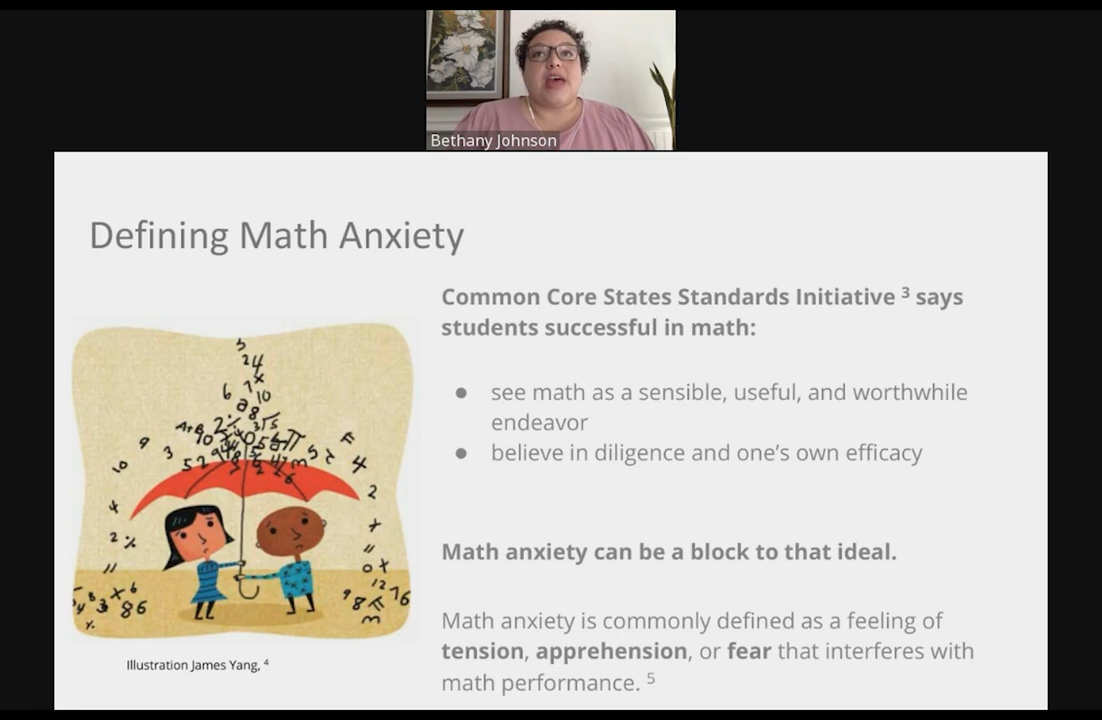 Bethany Johnson
Defining Math Anxiety
Common Core States Standards Initiative ³ says
students successful in math:
● see math as a sensible, useful, and worthwhile
endeavor
● believe in diligence and one’s own efficacy
Math anxiety can be a block to that ideal.
Math anxiety is commonly defined as a feeling of
tension, apprehension, or fear that interferes with
math performance. ⁵
Illustration James Yang, ⁴